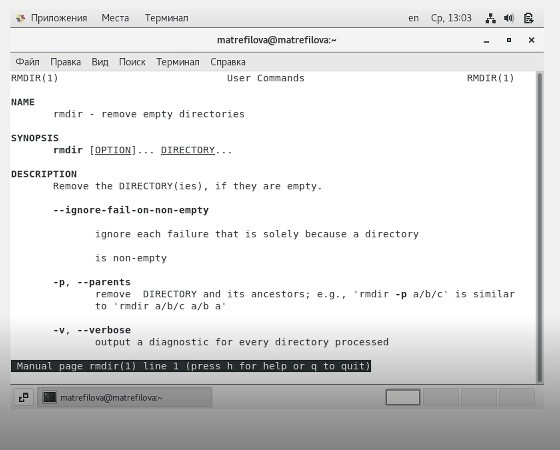 Приложения Места Терминал en Ср, 13:03
matrefilova@matrefilova:~
Файл Правка Вид Поиск Терминал Справка
RMDIR(1) User Commands RMDIR(1)
NAME
rmdir - remove empty directories
SYNOPSIS
rmdir [OPTION]... DIRECTORY...
DESCRIPTION
Remove the DIRECTORY(ies), if they are empty.
--ignore-fail-on-non-empty
ignore each failure that is solely because a directory
is non-empty
-p, --parents
remove DIRECTORY and its ancestors; e.g., 'rmdir -p a/b/c' is similar
to 'rmdir a/b/c a/b a'
-v, --verbose
output a diagnostic for every directory processed
Manual page rmdir(1) line 1 (press h for help or q to quit)
matrefilova@matrefilova:~